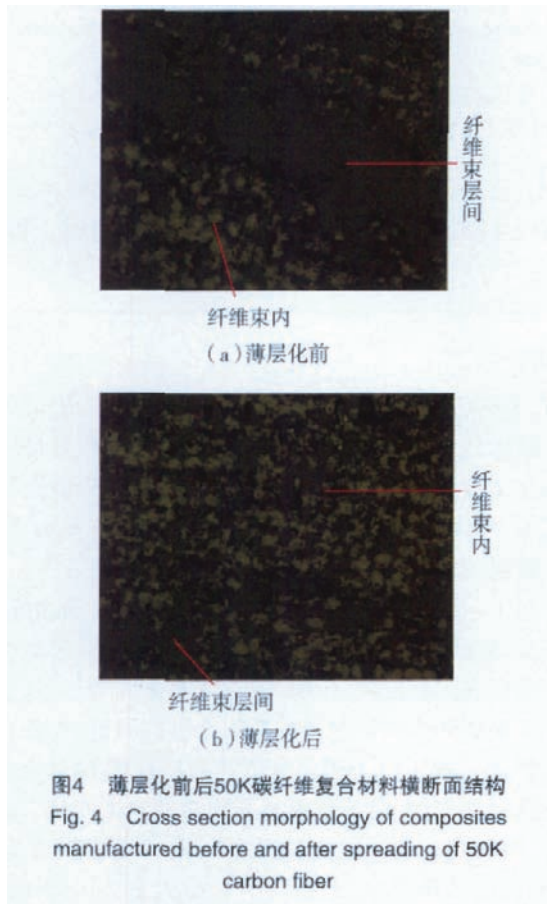 纤维束层间
纤维束内
(a)薄层化前
纤维束内
纤维束层间
(b)薄层化后
图4 薄层化前后50K碳纤维复合材料横断面结构
Fig. 4 Cross section morphology of composites
manufactured before and after spreading of 50K
carbon fiber